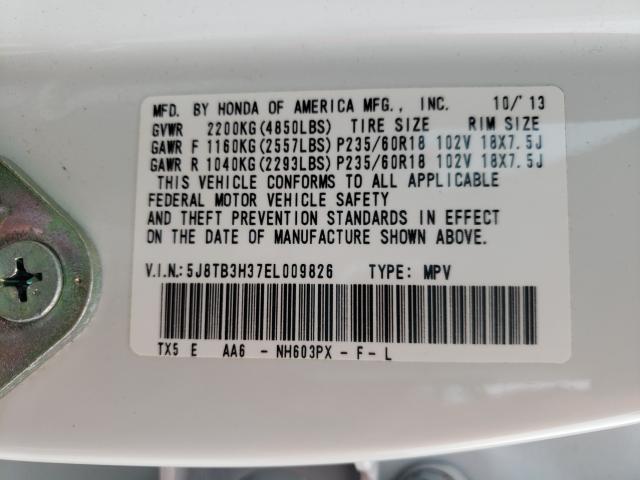 MFD. BY HONDA OF AMERICA MFG., INC. 10/'13
GVWR 2200KG(4850LBS) TIRE SIZE RIM SIZE
GAWR F 1160KG(2557LBS) P235/60R18 102V 18X7.5J
GAWR R 1040KG(2293LBS) P235/60R18 102V 18X7.5J
THIS VEHICLE CONFORMS TO ALL APPLICABLE
FEDERAL MOTOR VEHICLE SAFETY
AND THEFT PREVENTION STANDARDS IN EFFECT
ON THE DATE OF MANUFACTURE SHOWN ABOVE.
V.I.N.:5J8TB3H37EL009826 TYPE: MPV
TX5 E AA6 - NH603PX - F - L